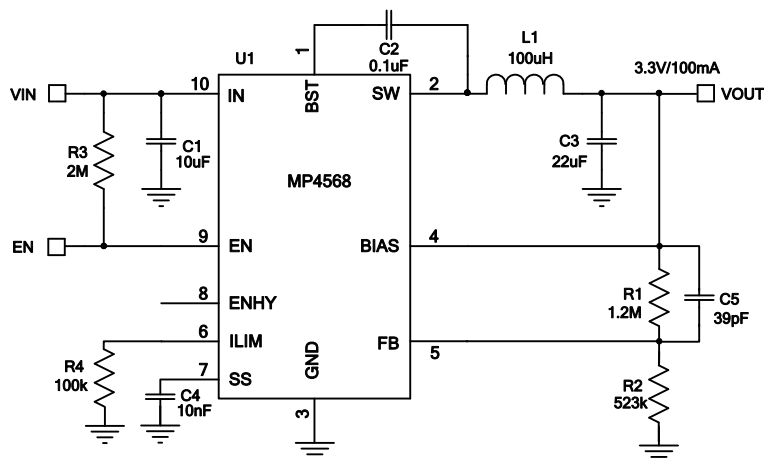 U1
1
C2
0.1uF
L1
100uH
3.3V/100mA
VIN
10
IN
BST
SW
2
VOUT
R3
2M
C1
10uF
C3
22uF
MP4568
EN
9
EN
BIAS
4
8
ENHY
R1
1.2M
C5
39pF
6
ILIM
FB
5
R4
100k
7
SS
GND
C4
10nF
3
R2
523k